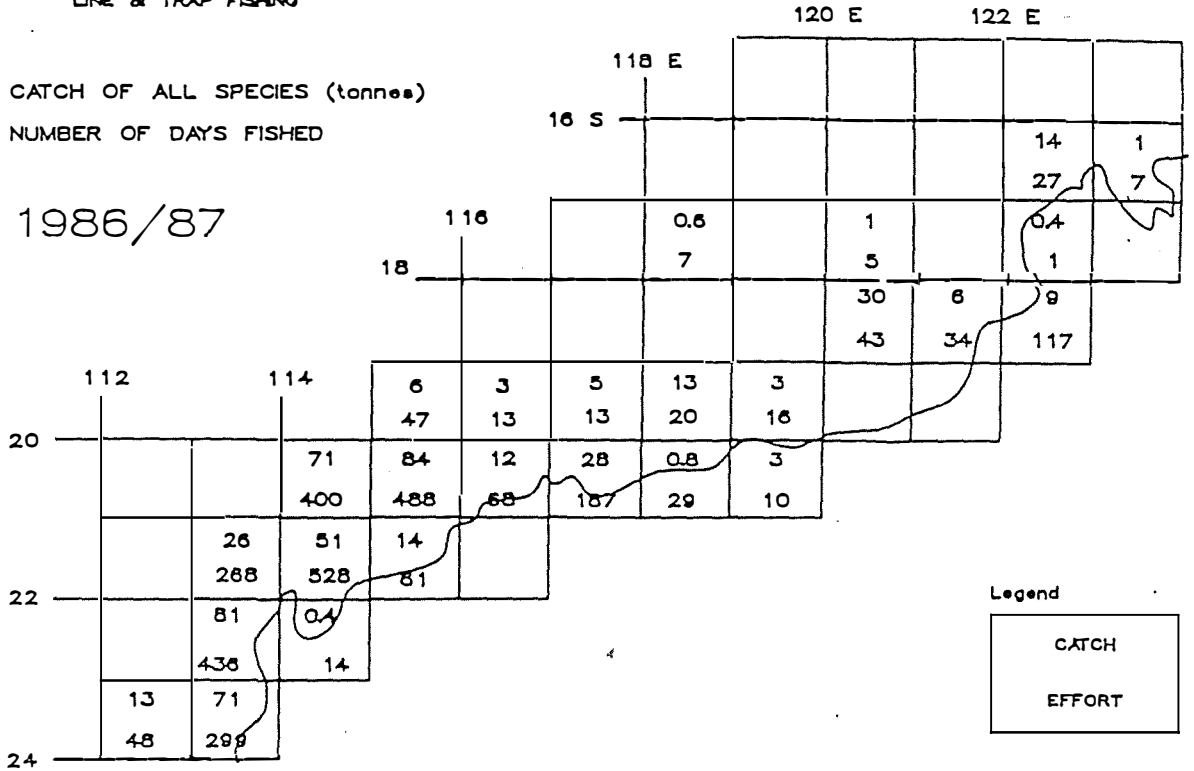 LINE & TRAP FISHING
120 E 122 E
118 E
CATCH OF ALL SPECIES (tonnes)
16 S
NUMBER OF DAYS FISHED
14 1
27 7
1986/87
116
0.6 1 0.4
18
7 5 1
30 6 9
43 34 117
112 114
6 3 5 13 3
47 13 13 20 16
20
71 84 12 28 0.8 3
400 488 68 187 29 10
26 51 14
268 528 81
22
81 0.4
436 14
13 71
48 299
24
Legend
CATCH
EFFORT